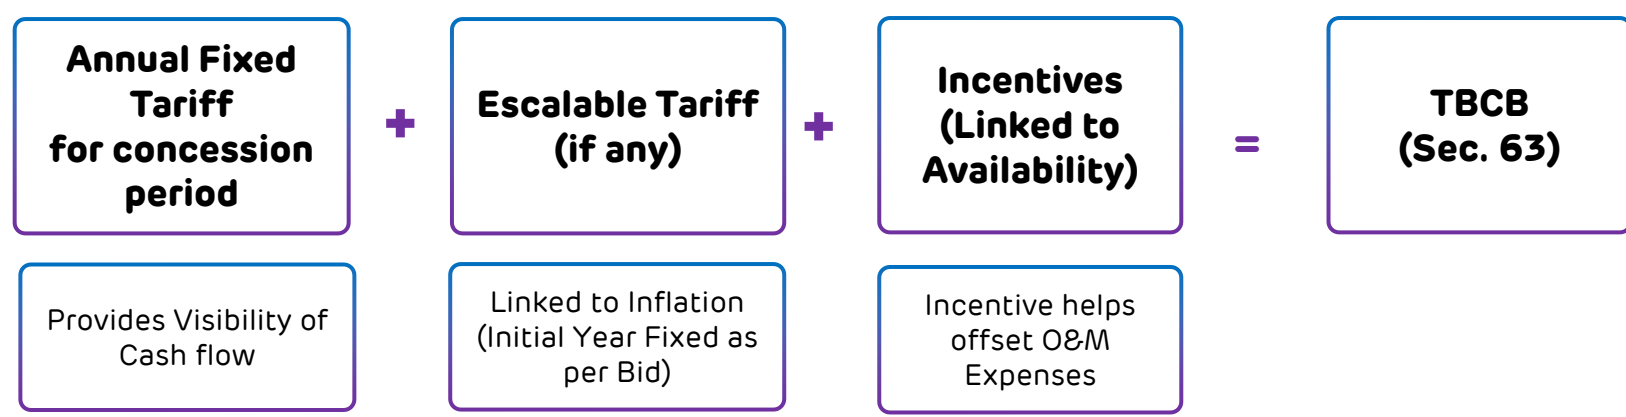 Annual Fixed
Tariff
for concession
period
+
Escalable Tariff
(if any)
+
Incentives
(Linked to
Availability)
=
TBCB
(Sec. 63)
Provides Visibility of
Cash flow
Linked to Inflation
(Initial Year Fixed as
per Bid)
Incentive helps
offset O&M
Expenses